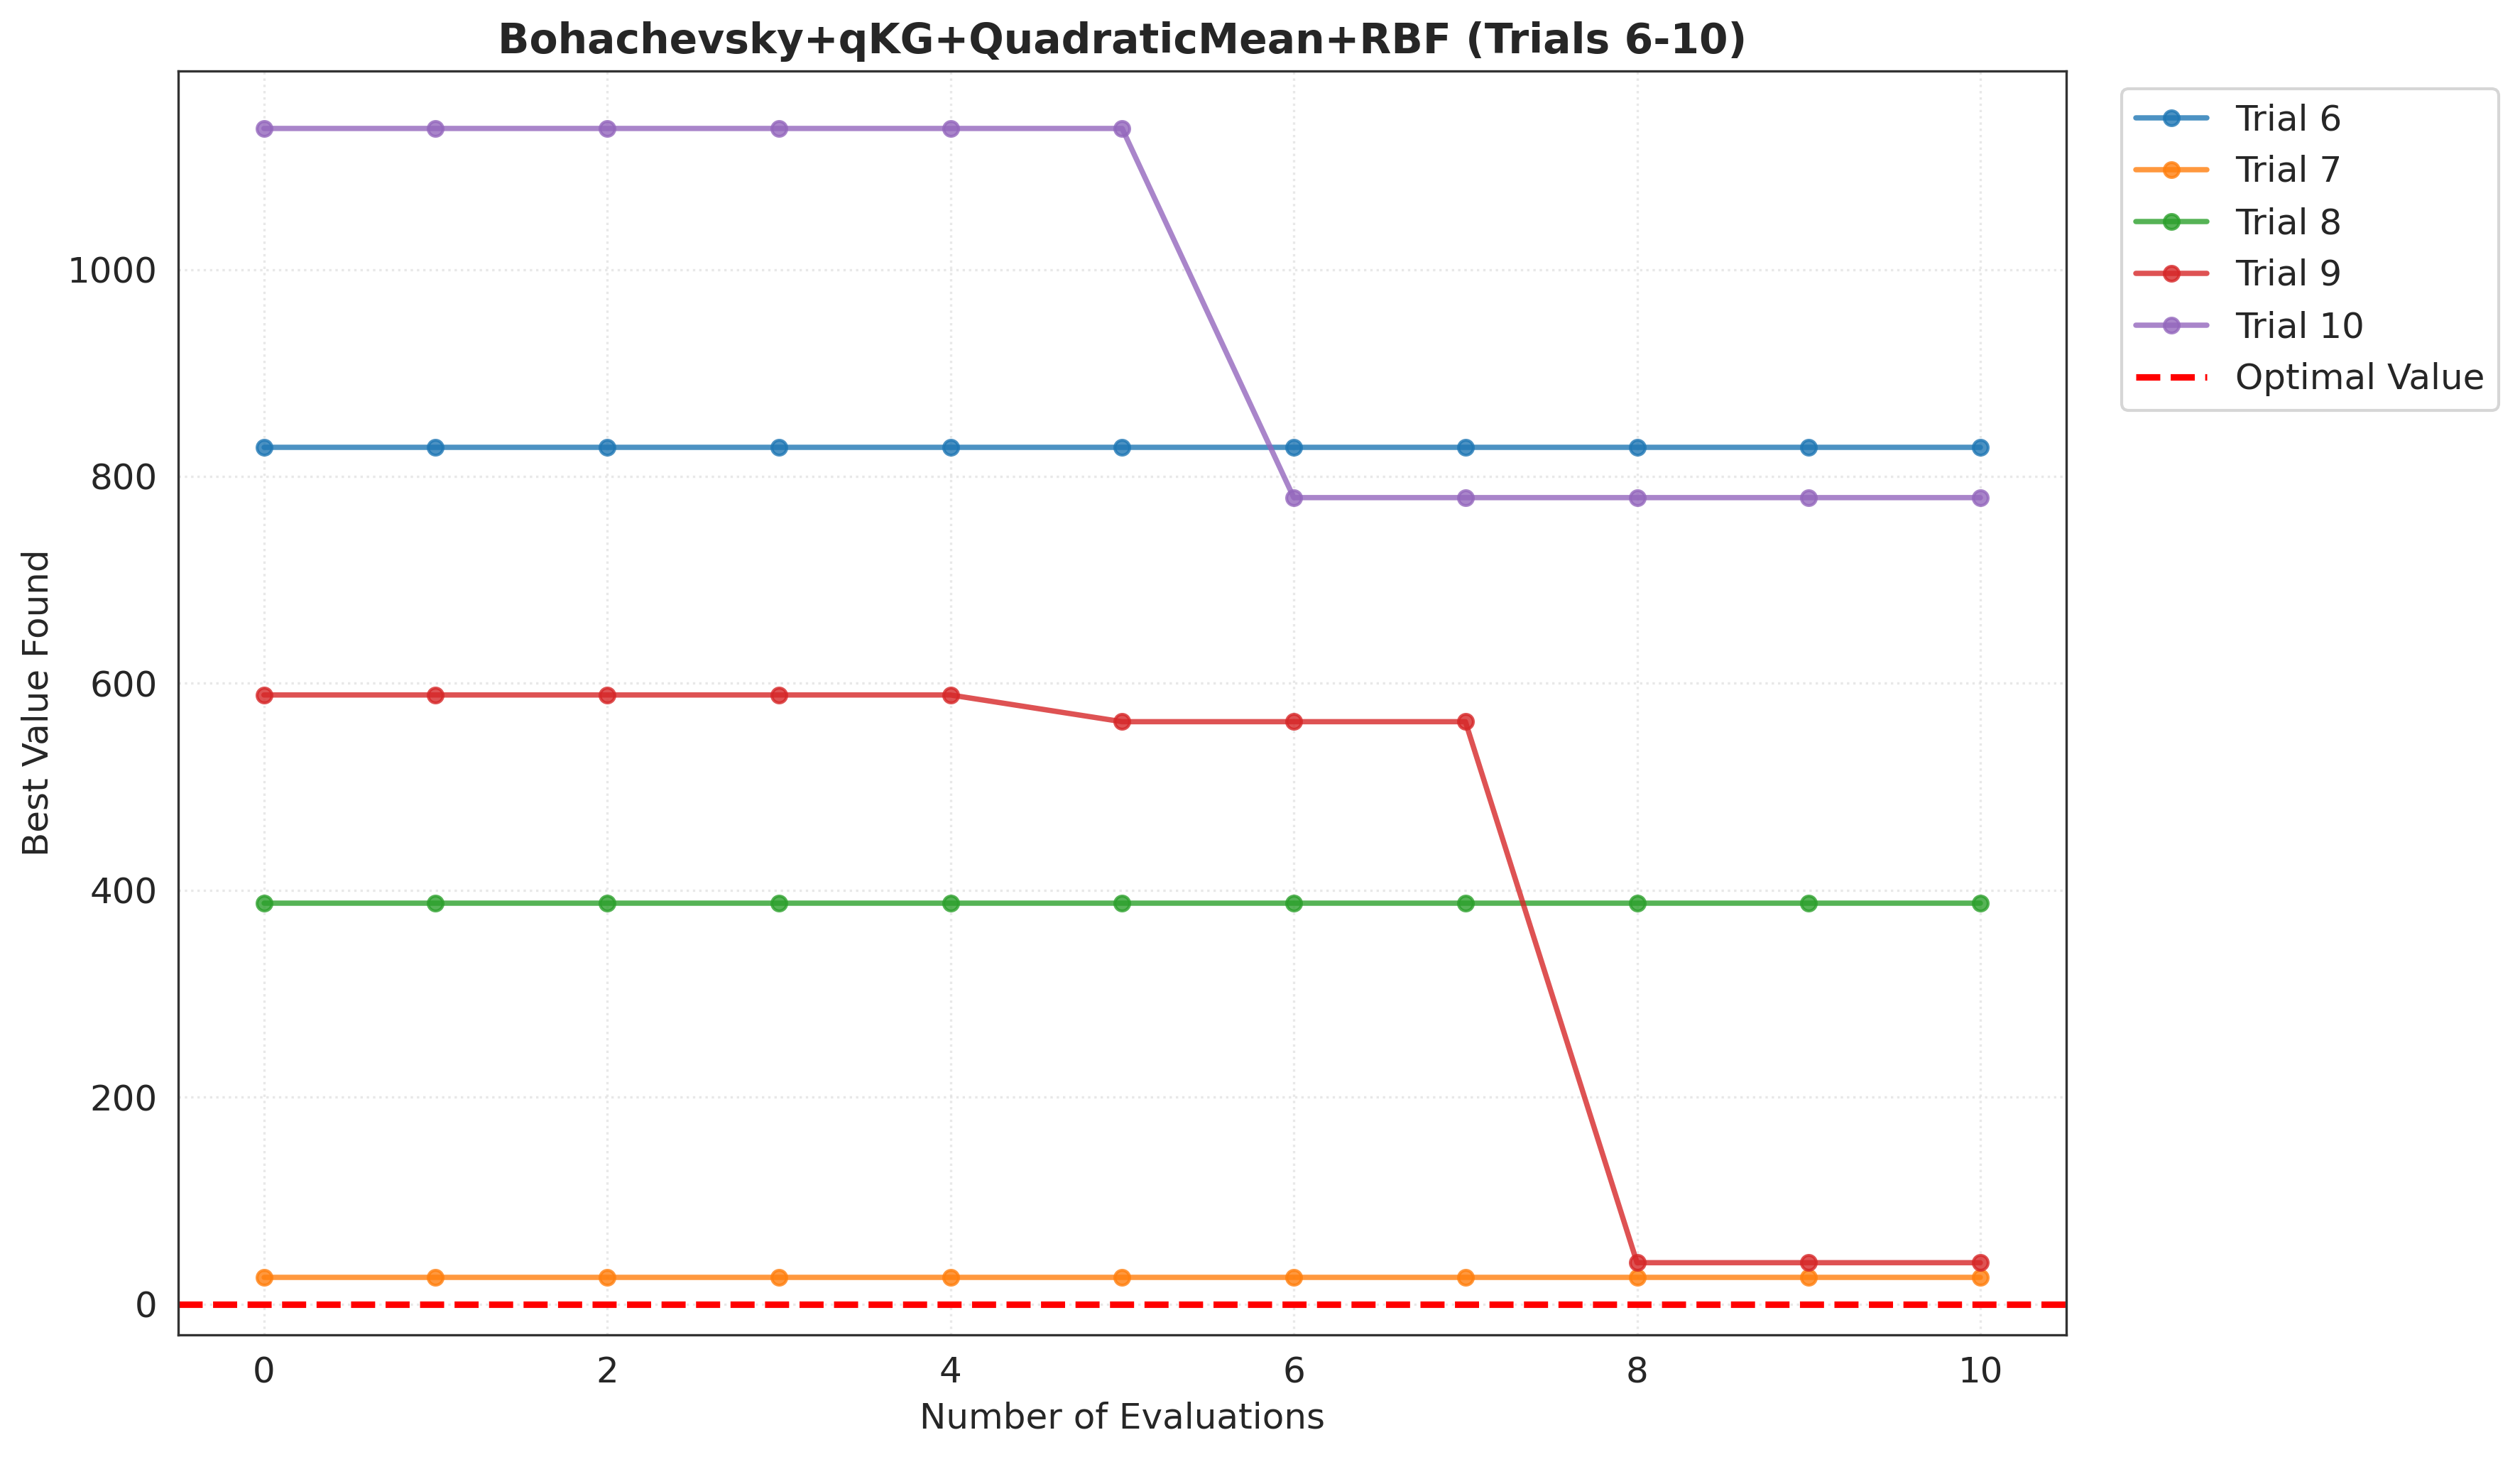 Bohachevsky+qKG+QuadraticMean+RBF (Trials 6-10)
Best Value Found
1000
800
600
400
200
0
0 2 4 6 8 10
Number of Evaluations
Trial 6
Trial 7
Trial 8
Trial 9
Trial 10
Optimal Value